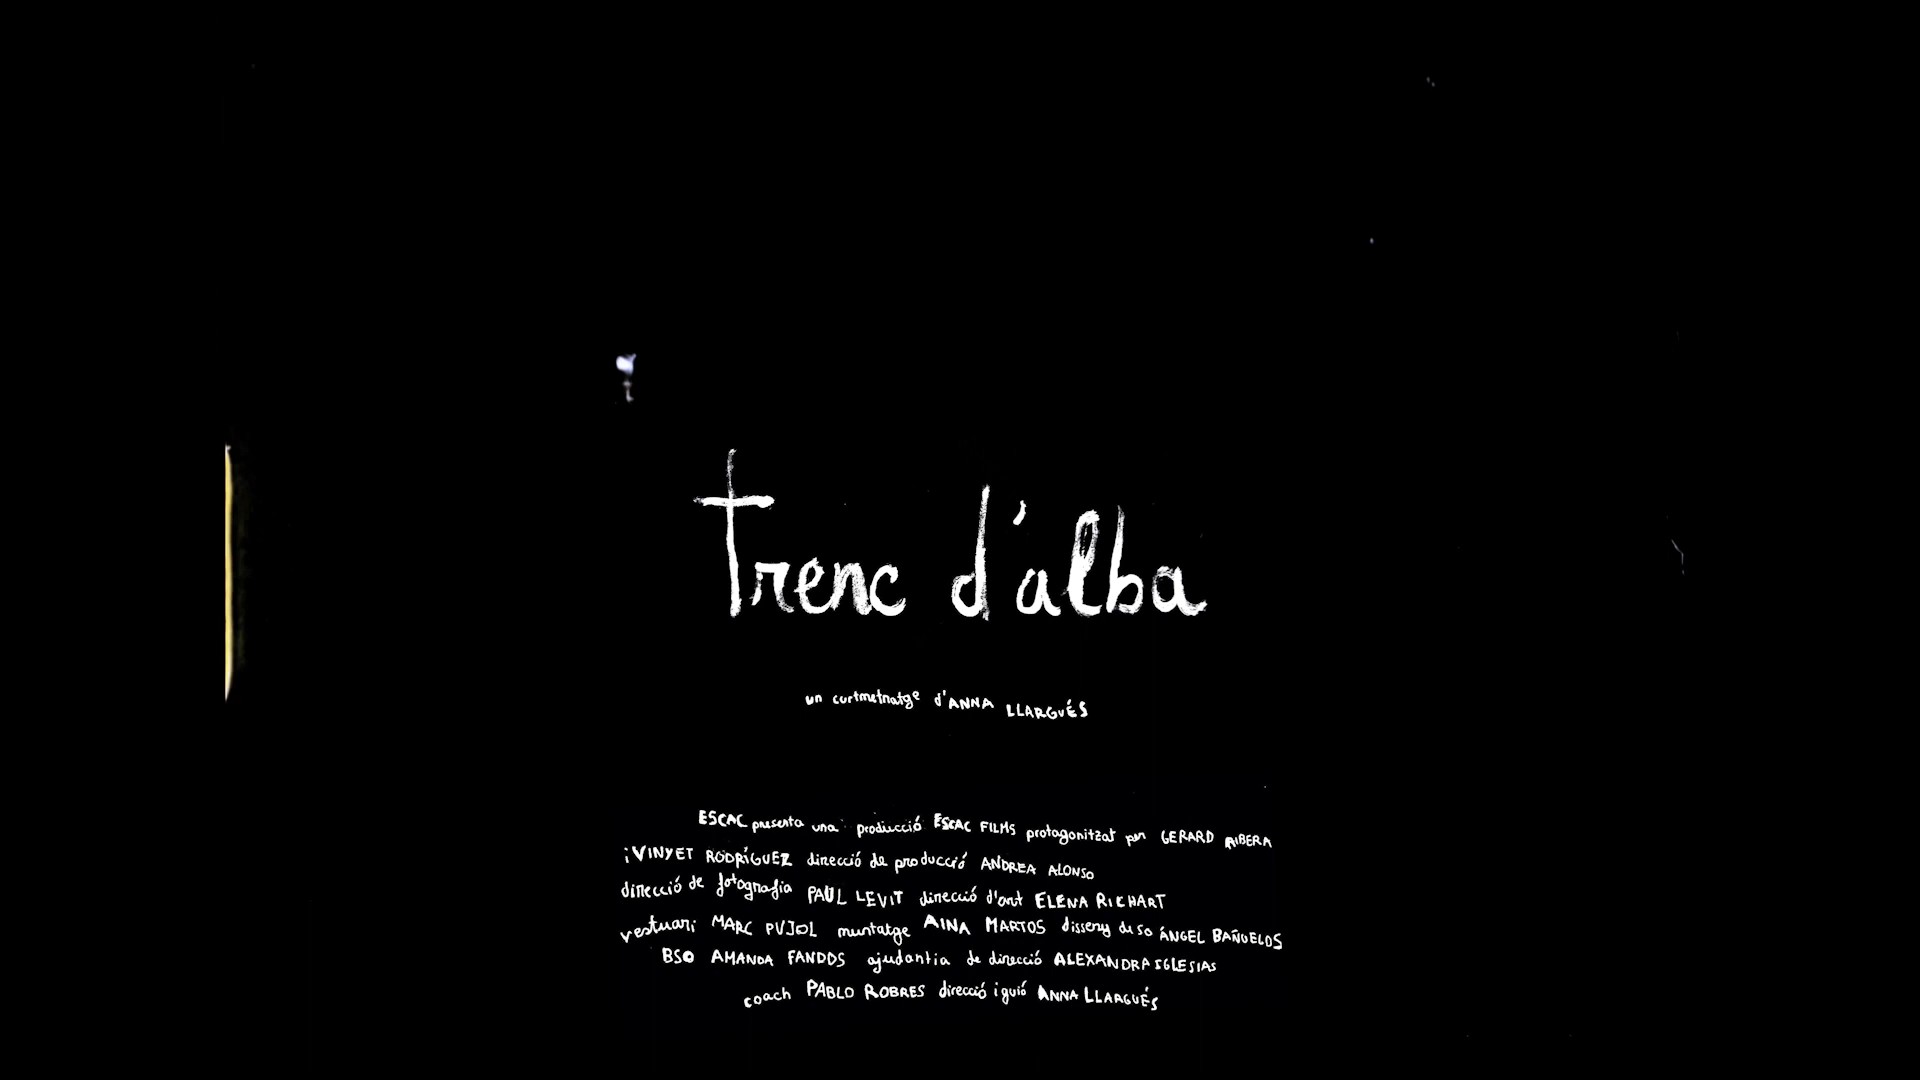 Trenc d'alba
un curtmetratge d'ANNA LLARGUÉS
ESCAC presenta una producció ESCAC FILMS protagonitzat per GERARD RIBERA
i VINYET RODRÍGUEZ direcció de producció ANDREA ALONSO
direcció de fotografia PAUL LEVIT direcció d'art ELENA RICHART
vestuari MARC PUJOL muntatge AINA MARTOS disseny de so ÁNGEL BAÑUELOS
BSO AMANDA FANDOS ajudantia de direcció ALEXANDRA IGLESIAS
coach PABLO ROBRES direcció i guió ANNA LLARGUÉS